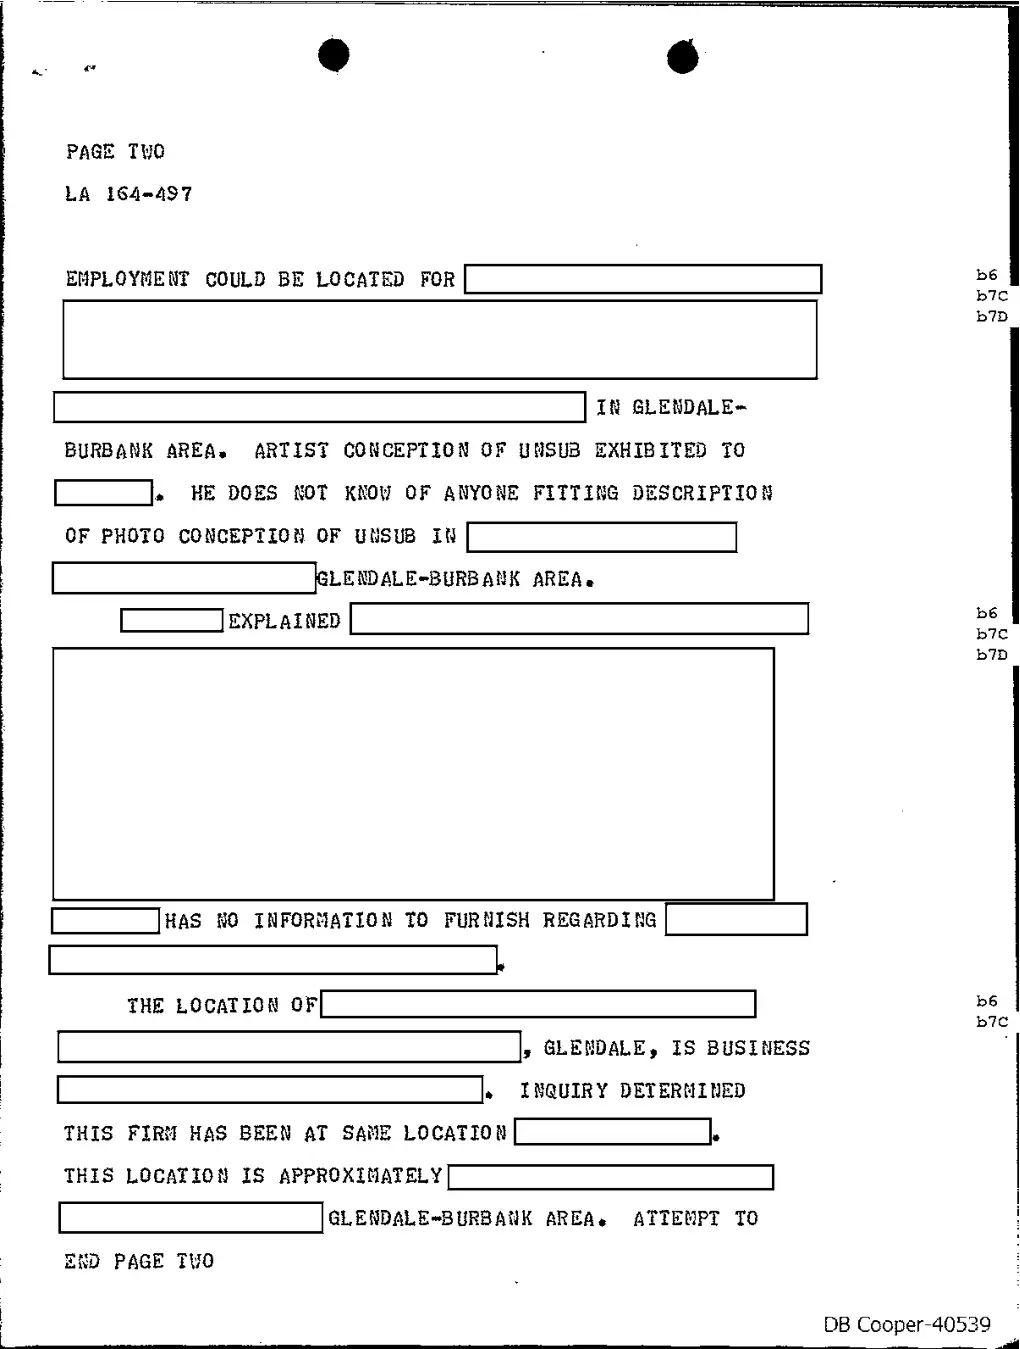 PAGE TWO
LA 164-497
EMPLOYMENT COULD BE LOCATED FOR
b6
b7C
b7D
IN GLENDALE-
BURBANK AREA. ARTIST CONCEPTION OF UNSUB EXHIBITED TO
. HE DOES NOT KNOW OF ANYONE FITTING DESCRIPTION
OF PHOTO CONCEPTION OF UNSUB IN
GLENDALE-BURBANK AREA.
EXPLAINED
b6
b7C
b7D
HAS NO INFORMATION TO FURNISH REGARDING
.
THE LOCATION OF
b6
b7C
, GLENDALE, IS BUSINESS
. INQUIRY DETERMINED
THIS FIRM HAS BEEN AT SAME LOCATION .
THIS LOCATION IS APPROXIMATELY
GLENDALE-BURBANK AREA. ATTEMPT TO
END PAGE TWO
DB Cooper-40539